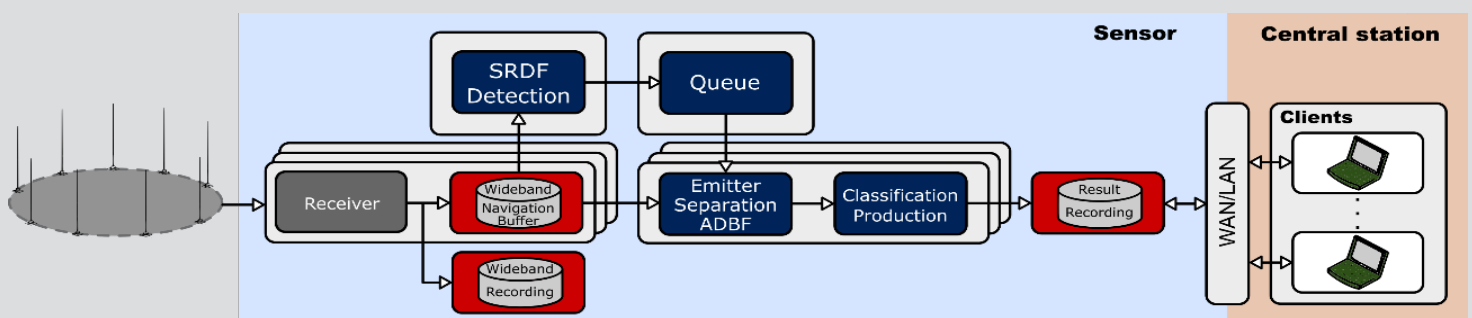 Sensor
Central station
SRDF
Detection
Queue
Clients
Receiver
Wideband
Navigation
Buffer
Emitter
Separation
ADBF
Classification
Production
Result
Recording
WAN/LAN
Wideband
Recording